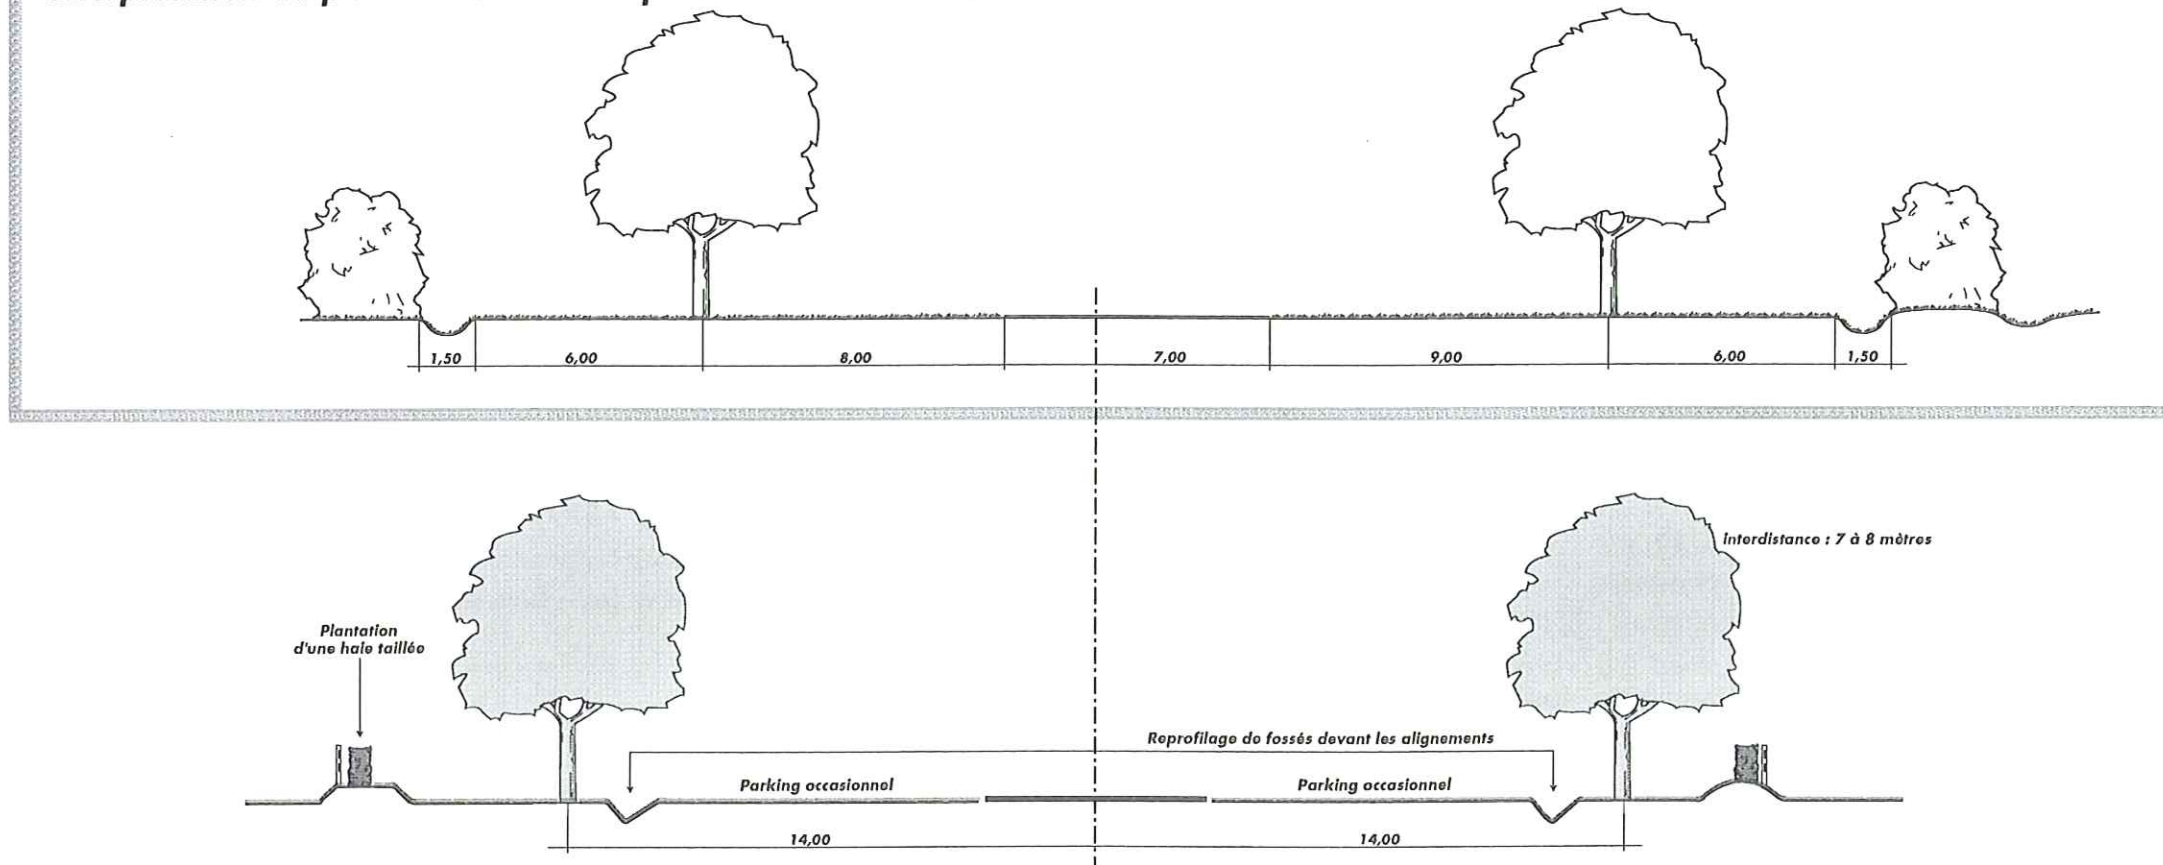 1,50 6,00 8,00 7,00 9,00 6,00 1,50
Interdistance : 7 à 8 mètres
Plantation
d'une haie taillée
Reprofilage de fossés devant les alignements
Parking occasionnel Parking occasionnel
14,00 14,00